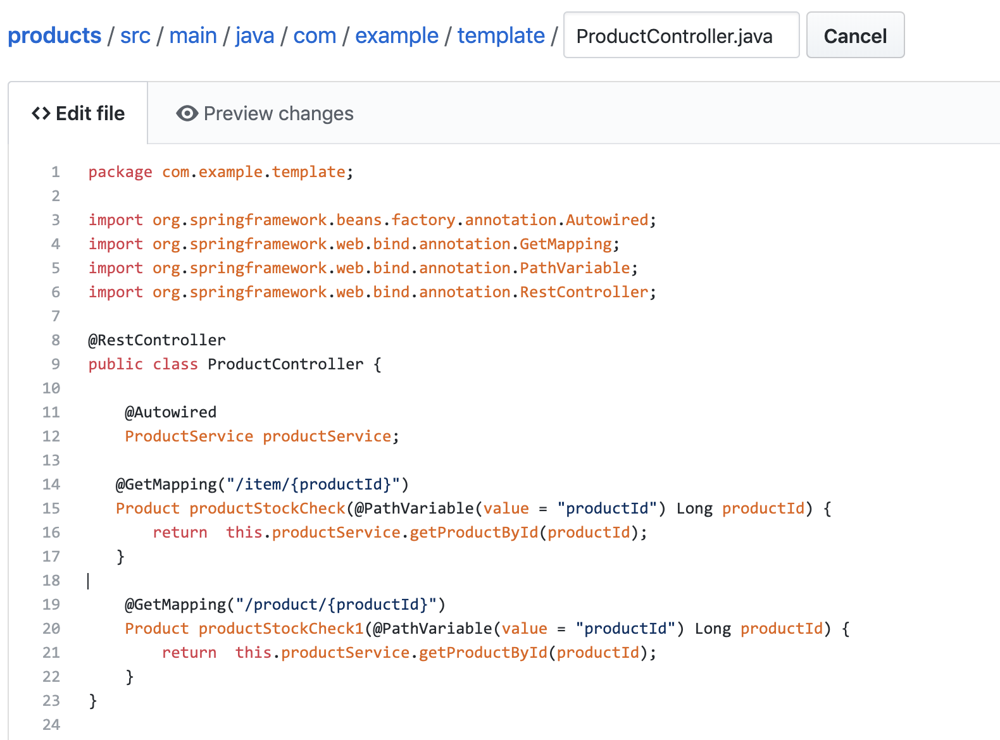 products / src / main / java / com / example / template / ProductController.java Cancel
<> Edit file Preview changes
1 package com.example.template;
2
3 import org.springframework.beans.factory.annotation.Autowired;
4 import org.springframework.web.bind.annotation.GetMapping;
5 import org.springframework.web.bind.annotation.PathVariable;
6 import org.springframework.web.bind.annotation.RestController;
7
8 @RestController
9 public class ProductController {
10
11     @Autowired
12     ProductService productService;
13
14    @GetMapping("/item/{productId}")
15    Product productStockCheck(@PathVariable(value = "productId") Long productId) {
16        return  this.productService.getProductById(productId);
17    }
18
19     @GetMapping("/product/{productId}")
20     Product productStockCheck1(@PathVariable(value = "productId") Long productId) {
21         return  this.productService.getProductById(productId);
22     }
23 }
24